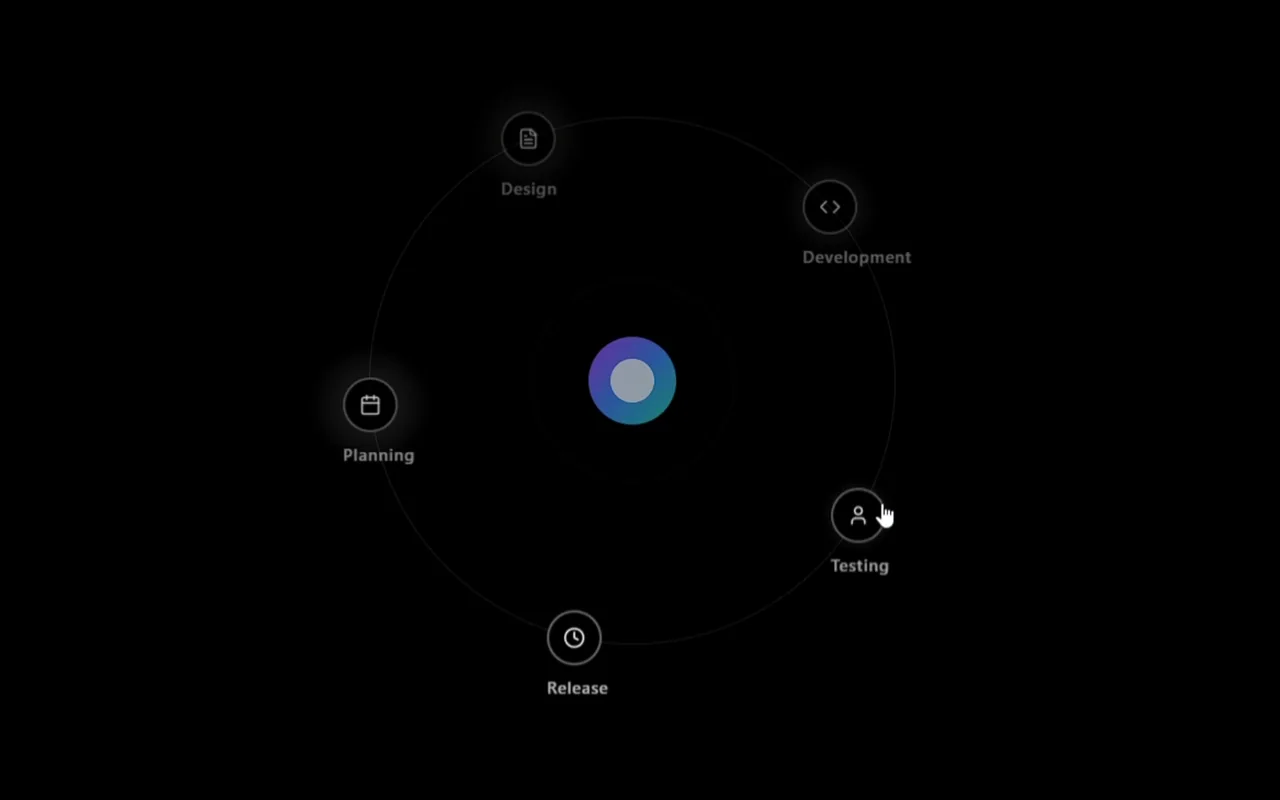 Design
Development
Planning
Testing
Release